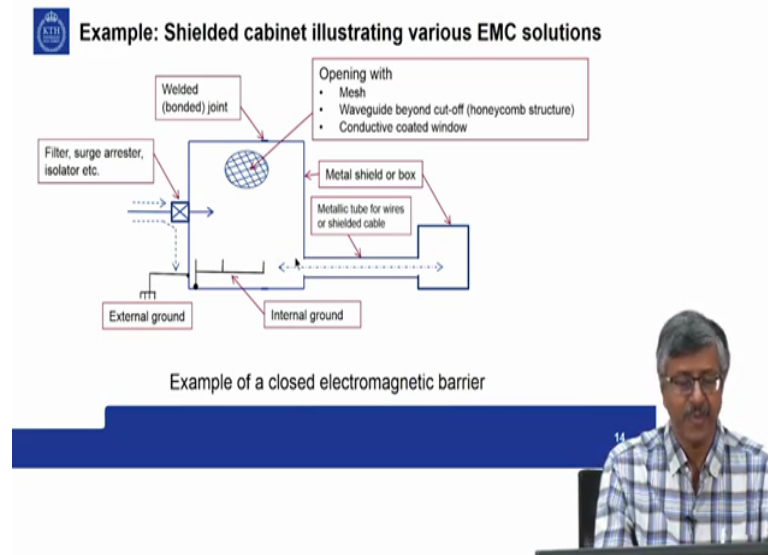 KTH
Example: Shielded cabinet illustrating various EMC solutions
Opening with
• Mesh
• Waveguide beyond cut-off (honeycomb structure)
• Conductive coated window
Welded
(bonded) joint
Filter, surge arrester,
isolator etc.
Metal shield or box
Metallic tube for wires
or shielded cable
External ground
Internal ground
Example of a closed electromagnetic barrier
14